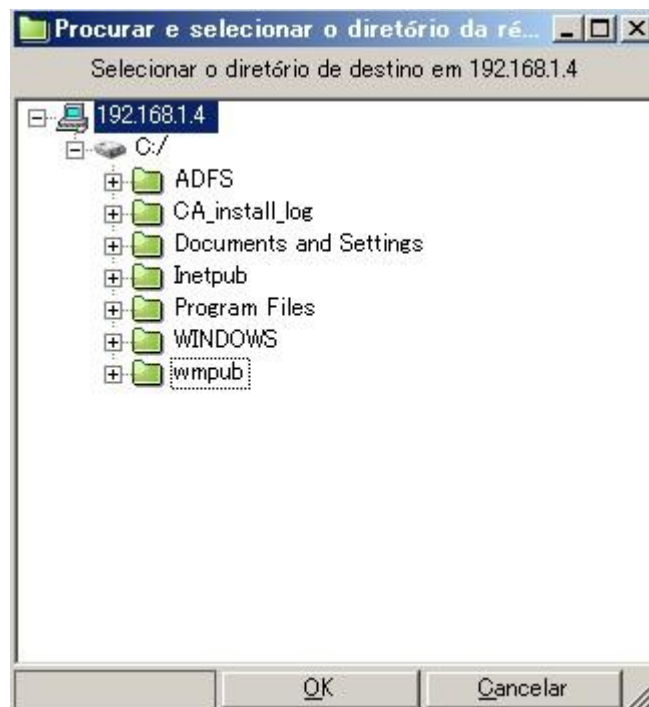 Procurar e selecionar o diretório da ré...
Selecionar o diretório de destino em 192.168.1.4
192.168.1.4
C:/
ADFS
CA_install_log
Documents and Settings
Inetpub
Program Files
WINDOWS
wmpub
OK
Cancelar